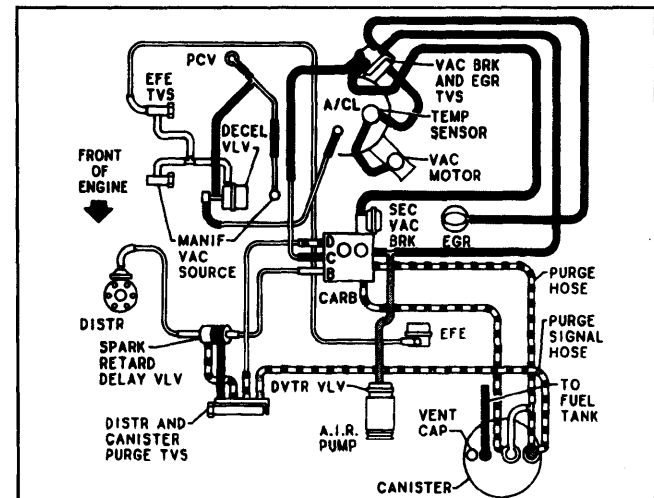 PCV
EFE
TVS
VAC BRK
AND EGR
TVS
A/CL
TEMP
SENSOR
DECEL
VLV
VAC
MOTOR
FRONT
OF
ENGINE
SEC
VAC
BRK
EGR
MANIF
VAC
SOURCE
D
C
B
CARB
PURGE
HOSE
DISTR
EFE
PURGE
SIGNAL
HOSE
SPARK
RETARD
DELAY VLV
DVTR VLV
TO
FUEL
TANK
DISTR AND
CANISTER
PURGE TVS
A.I.R.
PUMP
VENT
CAP
CANISTER